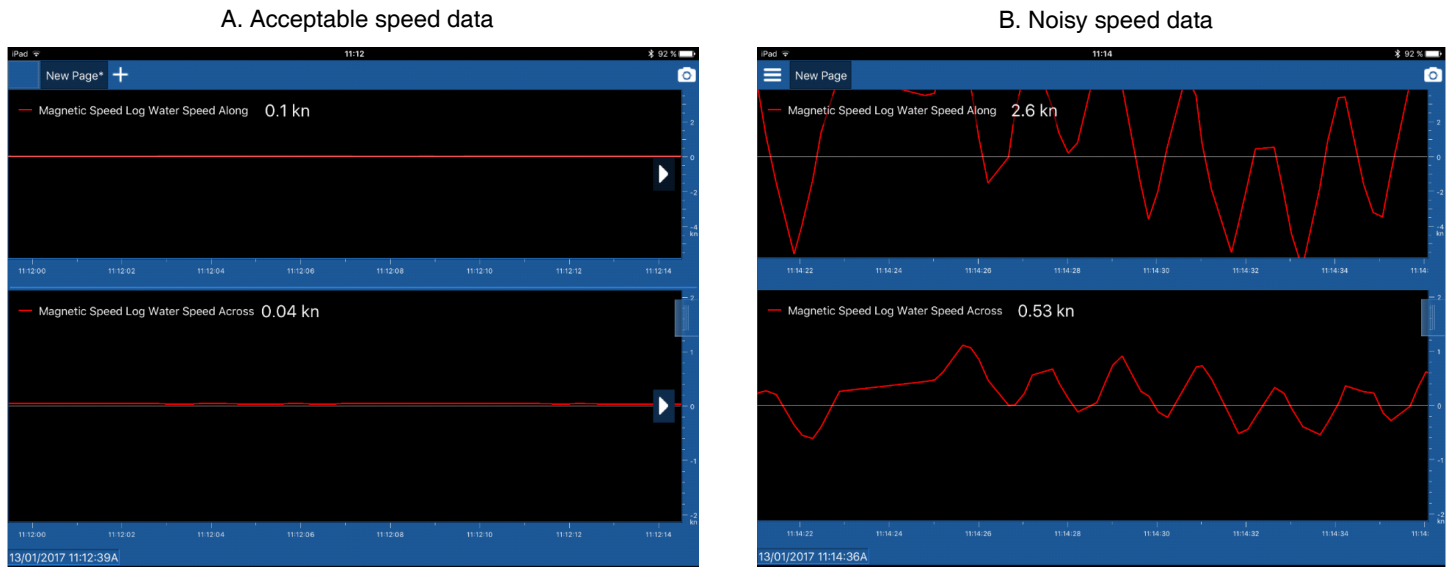 A. Acceptable speed data
iPad 11:12 92 %
New Page*
Magnetic Speed Log Water Speed Along 0.1 kn
2
0
-2
-4
kn
11:12:00 11:12:02 11:12:04 11:12:06 11:12:08 11:12:10 11:12:12 11:12:14
Magnetic Speed Log Water Speed Across 0.04 kn
2
1
0
-1
-2
kn
11:12:00 11:12:02 11:12:04 11:12:06 11:12:08 11:12:10 11:12:12 11:12:14
13/01/2017 11:12:39A
B. Noisy speed data
iPad 11:14 92 %
New Page
Magnetic Speed Log Water Speed Along 2.6 kn
2
0
-2
-4
kn
11:14:22 11:14:24 11:14:26 11:14:28 11:14:30 11:14:32 11:14:34 11:14:
Magnetic Speed Log Water Speed Across 0.53 kn
2
1
0
-1
-2
kn
11:14:22 11:14:24 11:14:26 11:14:28 11:14:30 11:14:32 11:14:34 11:14:
13/01/2017 11:14:36A